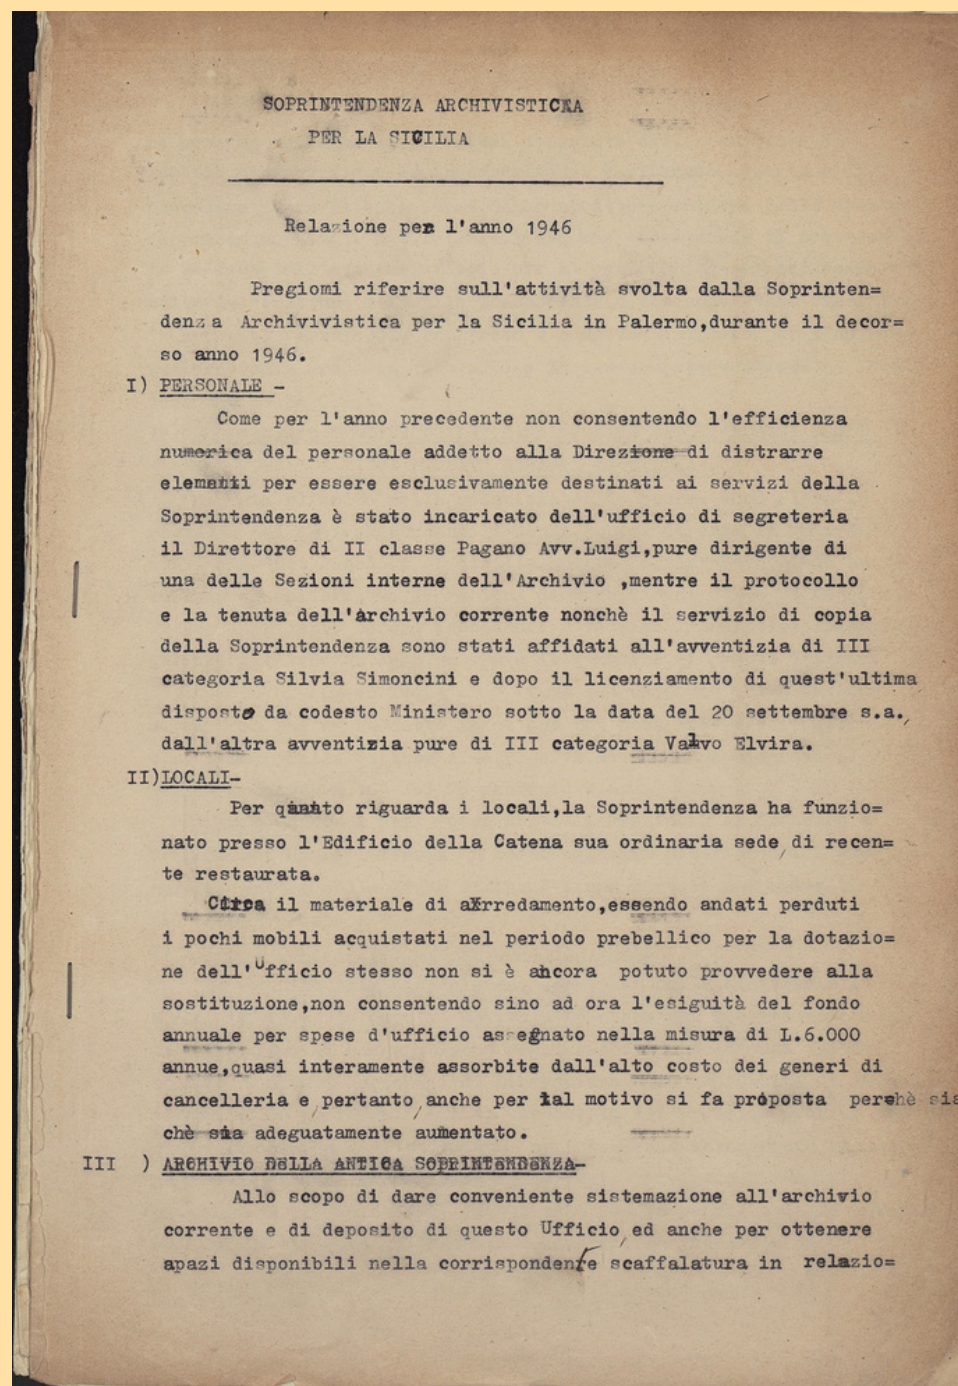 SOPRINTENDENZA ARCHIVISTICA
PER LA SICILIA
Relazione per l'anno 1946
Pregiomi riferire sull'attività svolta dalla Soprinten=
denza Archivivistica per la Sicilia in Palermo,durante il decor=
so anno 1946.
I) PERSONALE -
Come per l'anno precedente non consentendo l'efficienza
numerica del personale addetto alla Direzione di distrarre
elementi per essere esclusivamente destinati ai servizi della
Soprintendenza è stato incaricato dell'ufficio di segreteria
il Direttore di II classe Pagano Avv.Luigi,pure dirigente di
una delle Sezioni interne dell'Archivio ,mentre il protocollo
e la tenuta dell'Archivio corrente nonchè il servizio di copia
della Soprintendenza sono stati affidati all'avventizia di III
categoria Silvia Simoncini e dopo il licenziamento di quest'ultima
disposto da codesto Ministero sotto la data del 20 settembre s.a.,
dall'altra avventizia pure di III categoria Valvo Elvira.
II)LOCALI-
Per quanto riguarda i locali,la Soprintendenza ha funzio=
nato presso l'Edificio della Catena sua ordinaria sede,di recen=
te restaurata.
Circa il materiale di arredamento,essendo andati perduti
i pochi mobili acquistati nel periodo prebellico per la dotazio=
ne dell'Ufficio stesso non si è ancora potuto provvedere alla
sostituzione,non consentendo sino ad ora l'esiguità del fondo
annuale per spese d'ufficio assegnato nella misura di L.6.000
annue,quasi interamente assorbite dall'alto costo dei generi di
cancelleria e,pertanto,anche per tal motivo si fa proposta perchè sia
chè sia adeguatamente aumentato.
III ) ARCHIVIO DELLA ANTICA SOPRINTENDENZA-
Allo scopo di dare conveniente sistemazione all'archivio
corrente e di deposito di questo Ufficio,ed anche per ottenere
apazi disponibili nella corrispondente scaffalatura in relazio=